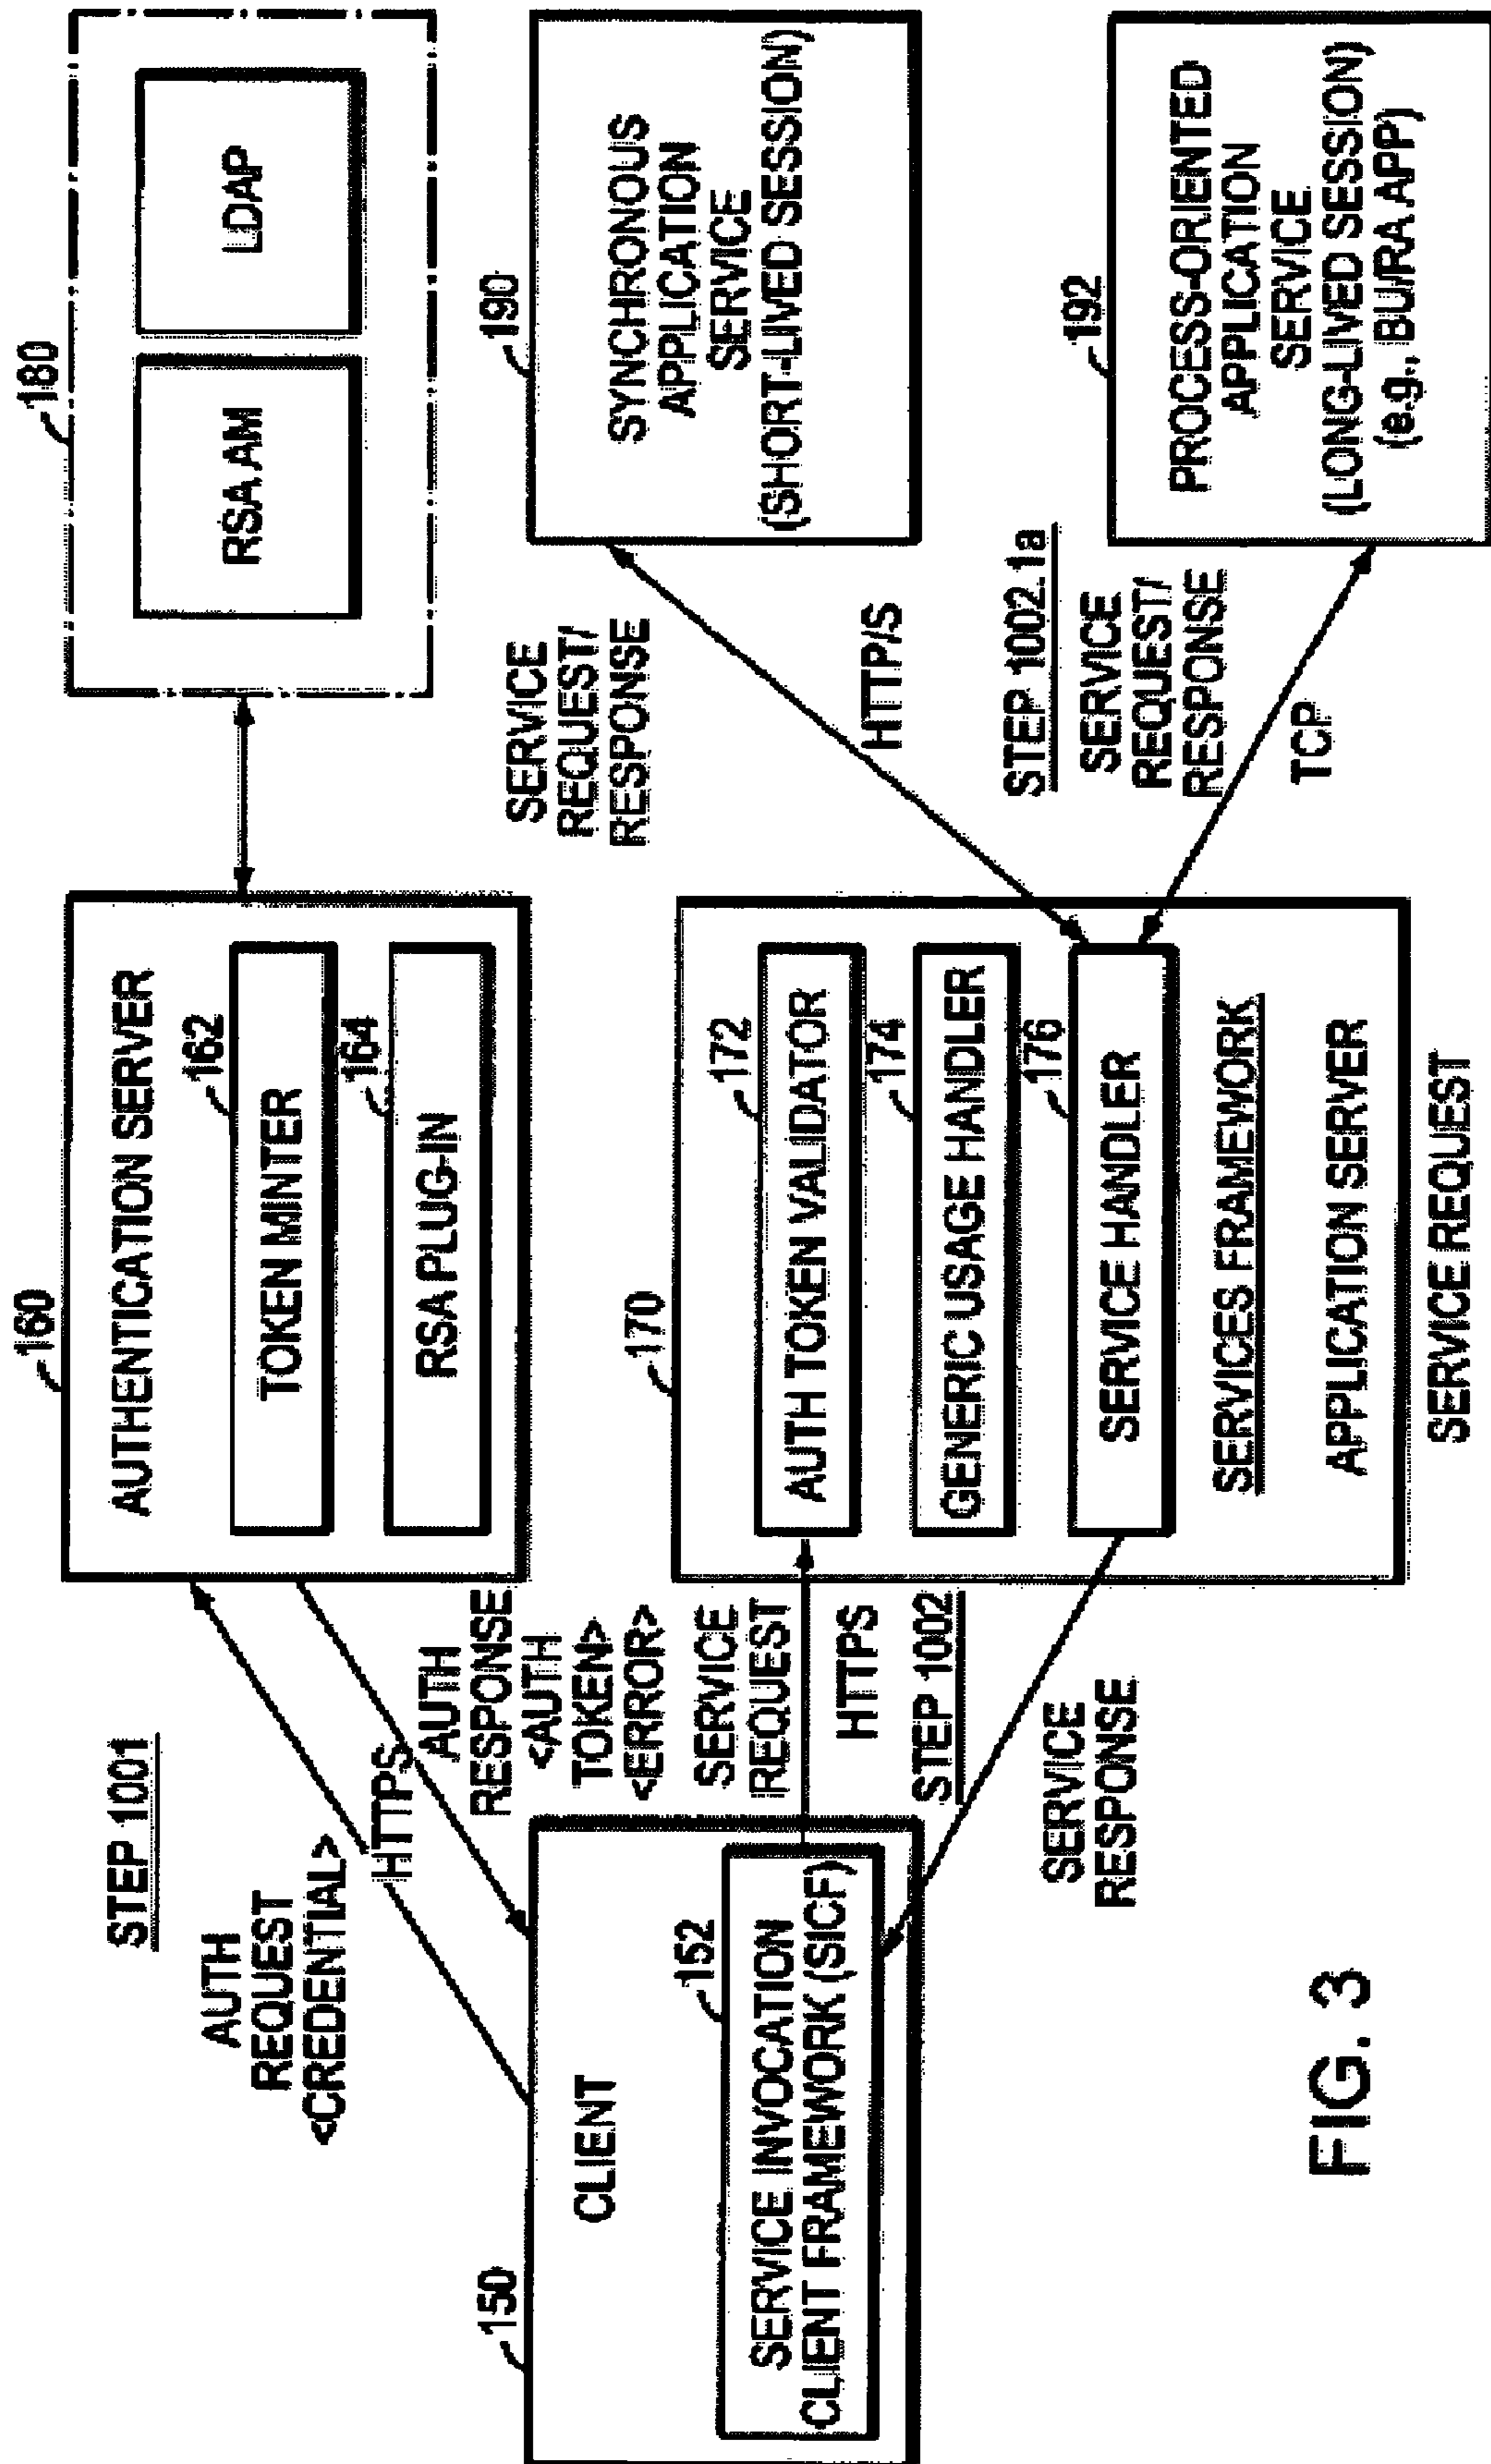 160
AUTHENTICATION SERVER
162
TOKEN MINTER
164
RSA PLUG-IN
180
RSA AM
LDAP
STEP 1001
AUTH
REQUEST
<CREDENTIAL>
HTTPS
AUTH
RESPONSE
<AUTH
TOKEN>
<ERROR>
150
CLIENT
152
SERVICE INVOCATION
CLIENT FRAMEWORK (SICF)
SERVICE
REQUEST
HTTPS
STEP 1002
SERVICE
RESPONSE
170
172
AUTH TOKEN VALIDATOR
174
GENERIC USAGE HANDLER
176
SERVICE HANDLER
SERVICES FRAMEWORK
APPLICATION SERVER
SERVICE REQUEST
SERVICE
REQUEST/
RESPONSE
HTTP/S
190
SYNCHRONOUS
APPLICATION
SERVICE
(SHORT-LIVED SESSION)
STEP 1002.1a
SERVICE
REQUEST/
RESPONSE
TCP
192
PROCESS-ORIENTED
APPLICATION
SERVICE
(LONG-LIVED SESSION)
(e.g., BU/RA APP)
FIG. 3